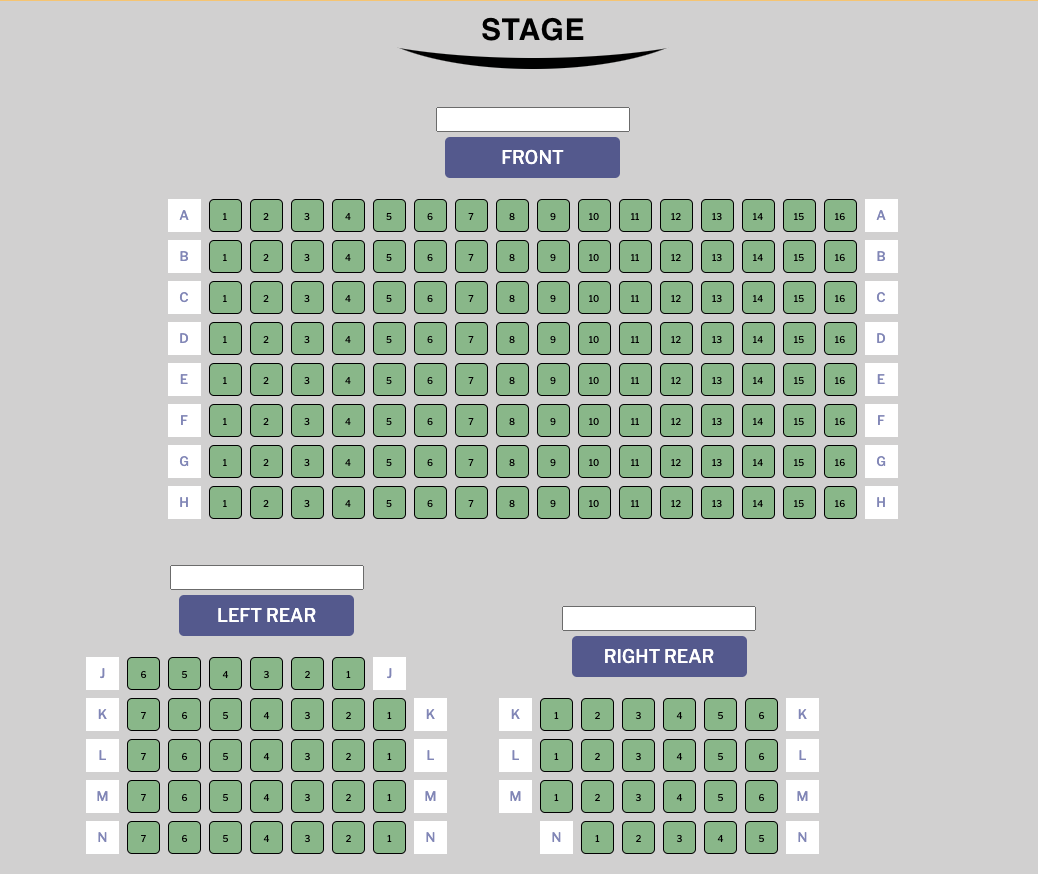 STAGE
FRONT
A 1 2 3 4 5 6 7 8 9 10 11 12 13 14 15 16 A
B 1 2 3 4 5 6 7 8 9 10 11 12 13 14 15 16 B
C 1 2 3 4 5 6 7 8 9 10 11 12 13 14 15 16 C
D 1 2 3 4 5 6 7 8 9 10 11 12 13 14 15 16 D
E 1 2 3 4 5 6 7 8 9 10 11 12 13 14 15 16 E
F 1 2 3 4 5 6 7 8 9 10 11 12 13 14 15 16 F
G 1 2 3 4 5 6 7 8 9 10 11 12 13 14 15 16 G
H 1 2 3 4 5 6 7 8 9 10 11 12 13 14 15 16 H
LEFT REAR
J 6 5 4 3 2 1 J
K 7 6 5 4 3 2 1 K
L 7 6 5 4 3 2 1 L
M 7 6 5 4 3 2 1 M
N 7 6 5 4 3 2 1 N
RIGHT REAR
K 1 2 3 4 5 6 K
L 1 2 3 4 5 6 L
M 1 2 3 4 5 6 M
N 1 2 3 4 5 N